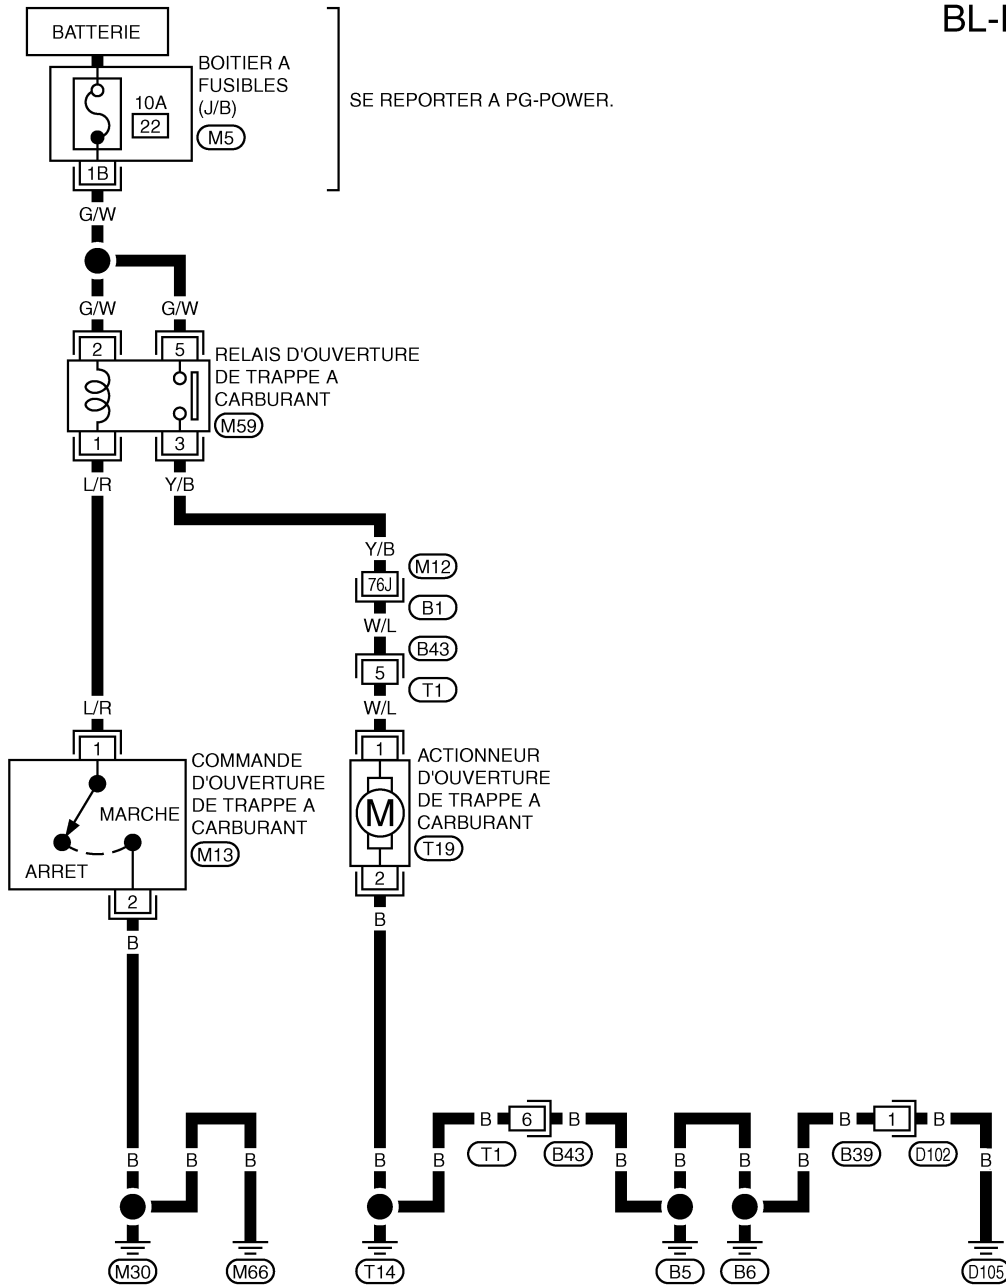 BL-
BATTERIE
BOITIER A
FUSIBLES
(J/B)
M5
10A
22
SE REPORTER A PG-POWER.
1B
G/W
G/W
G/W
2
5
RELAIS D'OUVERTURE
DE TRAPPE A
CARBURANT
M59
1
3
L/R
Y/B
Y/B
M12
76J
B1
W/L
B43
5
T1
L/R
W/L
1
1
COMMANDE
D'OUVERTURE
DE TRAPPE A
CARBURANT
M13
MARCHE
ARRET
ACTIONNEUR
D'OUVERTURE
DE TRAPPE A
CARBURANT
T19
M
2
2
B
B
B 6 B
B 1 B
T1
B43
B39
D102
B B B B B B B B B B
M30
M66
T14
B5
B6
D105